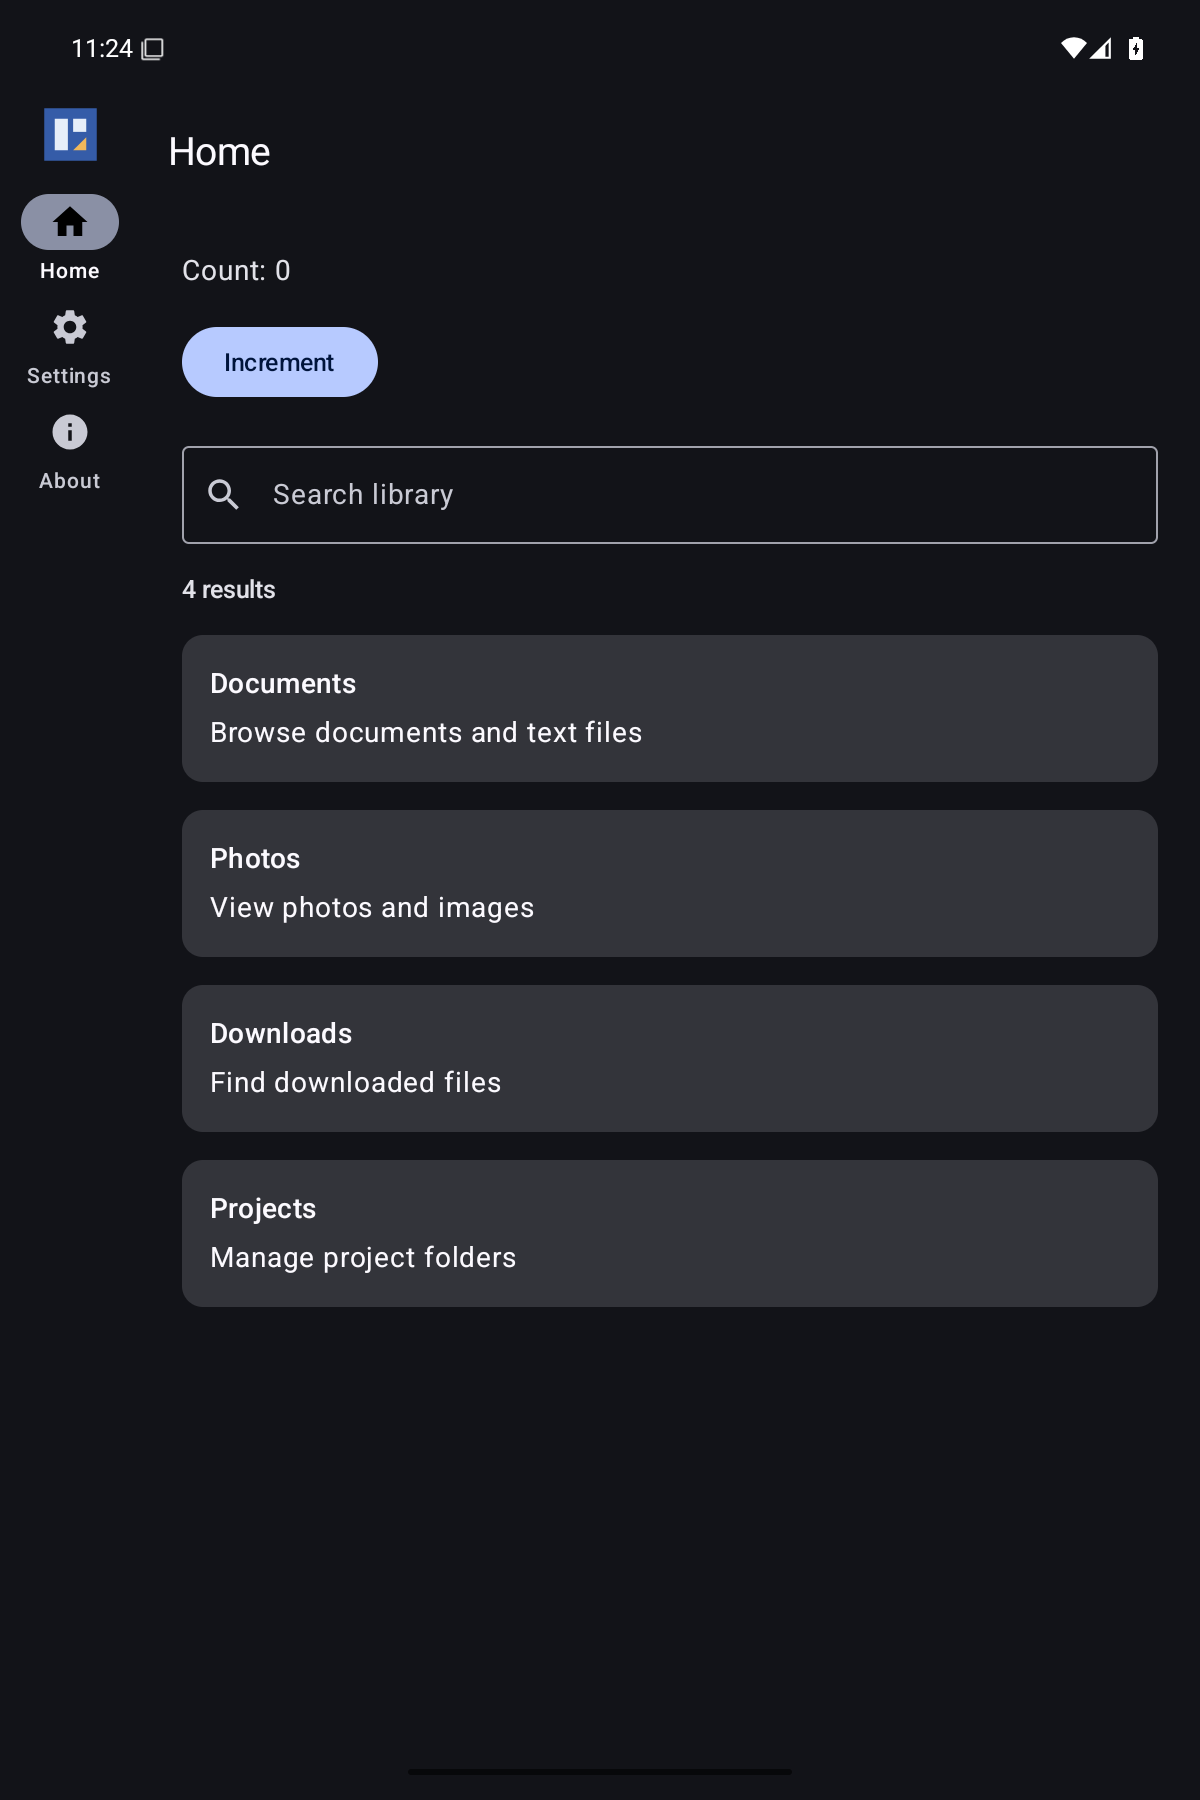 11:24
Home
Home
Settings
About
Count: 0
Increment
Search library
4 results
Documents
Browse documents and text files
Photos
View photos and images
Downloads
Find downloaded files
Projects
Manage project folders